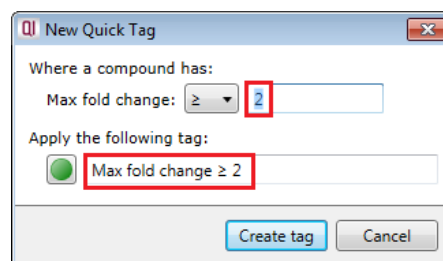 QI New Quick Tag
Where a compound has:
Max fold change: ≥ 2
Apply the following tag:
Max fold change ≥ 2
Create tag Cancel